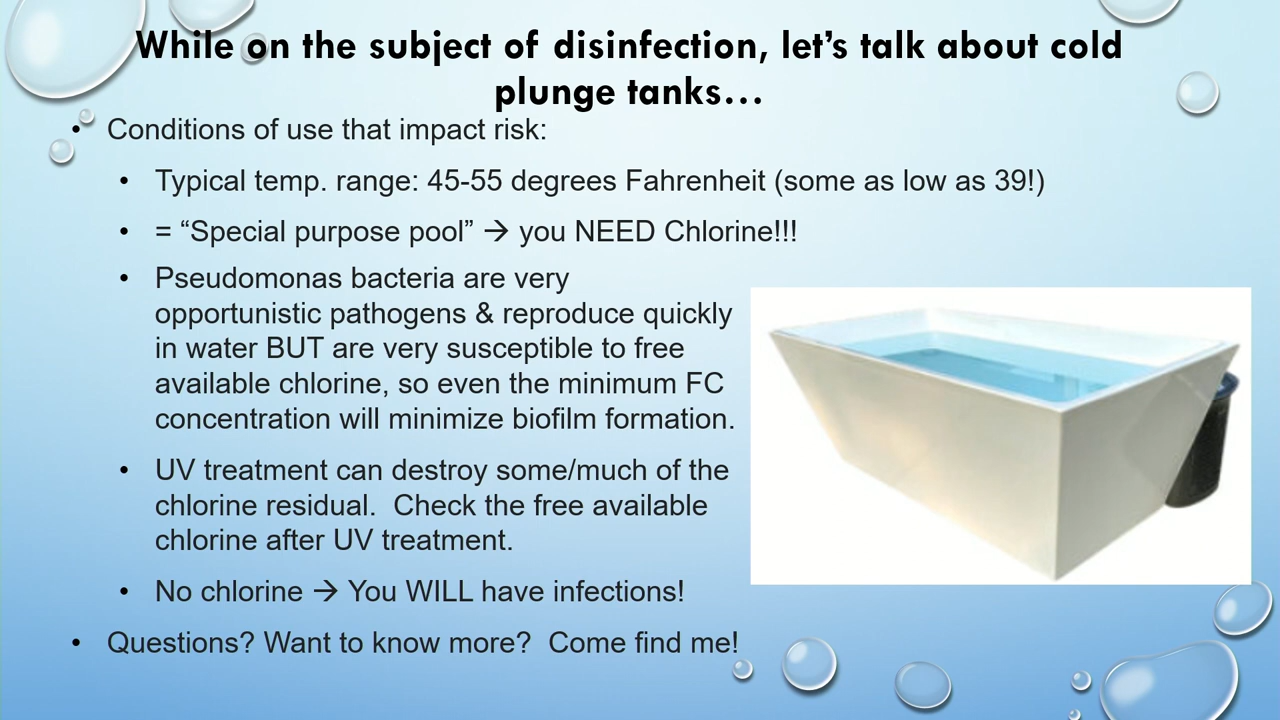 While on the subject of disinfection, let’s talk about cold
plunge tanks…
• Conditions of use that impact risk:
• Typical temp. range: 45-55 degrees Fahrenheit (some as low as 39!)
• = “Special purpose pool” → you NEED Chlorine!!!
• Pseudomonas bacteria are very
opportunistic pathogens & reproduce quickly
in water BUT are very susceptible to free
available chlorine, so even the minimum FC
concentration will minimize biofilm formation.
• UV treatment can destroy some/much of the
chlorine residual.  Check the free available
chlorine after UV treatment.
• No chlorine → You WILL have infections!
• Questions? Want to know more?  Come find me!